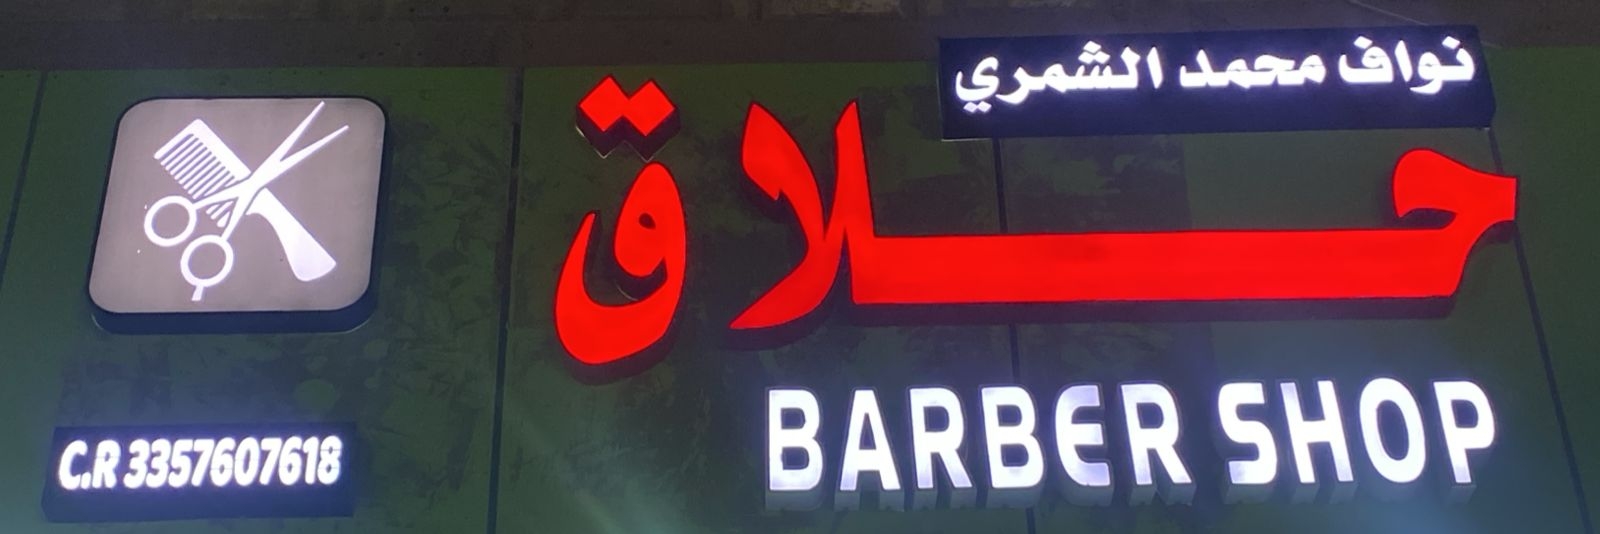 نواف محمد الشمري
حلاق
BARBER SHOP
C.R 3357607618